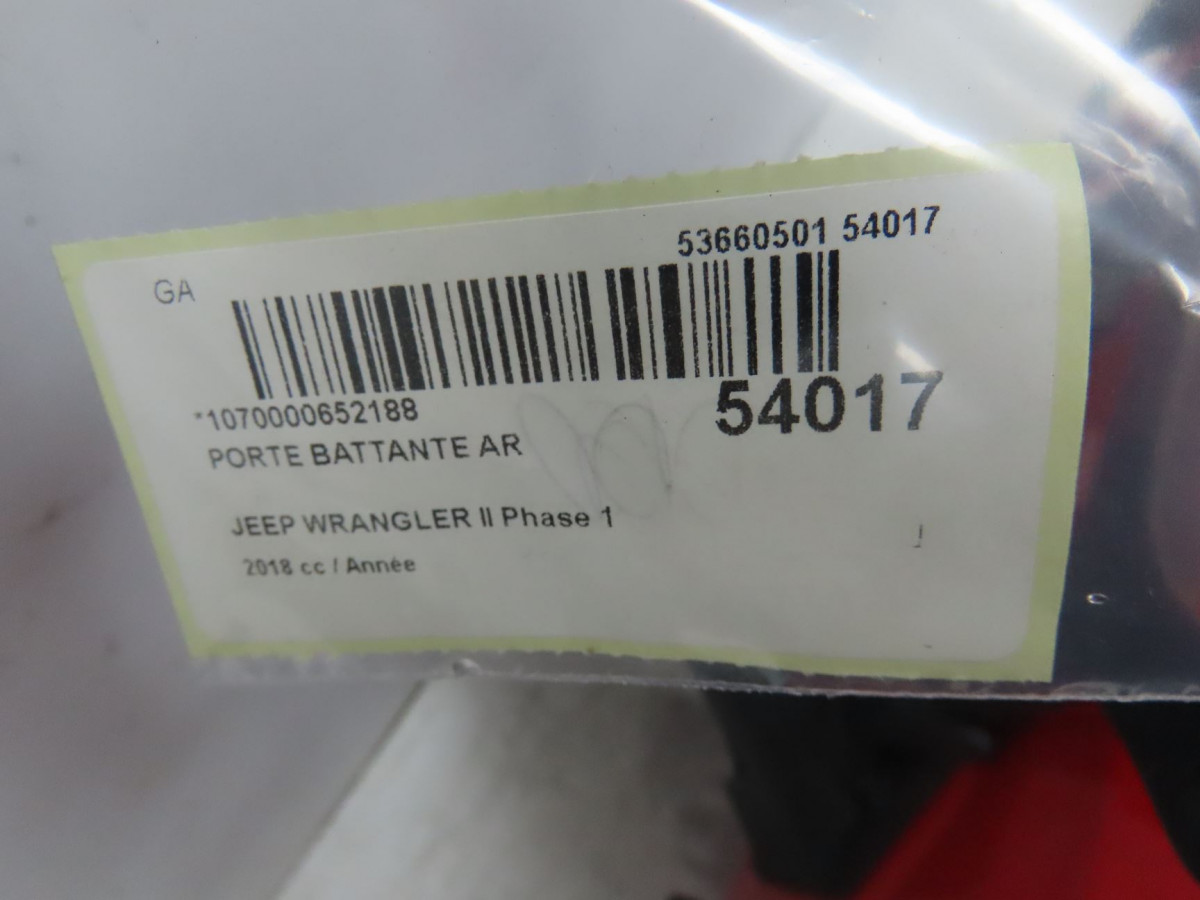 53660501 54017
GA
*1070000652188
54017
PORTE BATTANTE AR
JEEP WRANGLER II Phase 1
2018 cc / Année